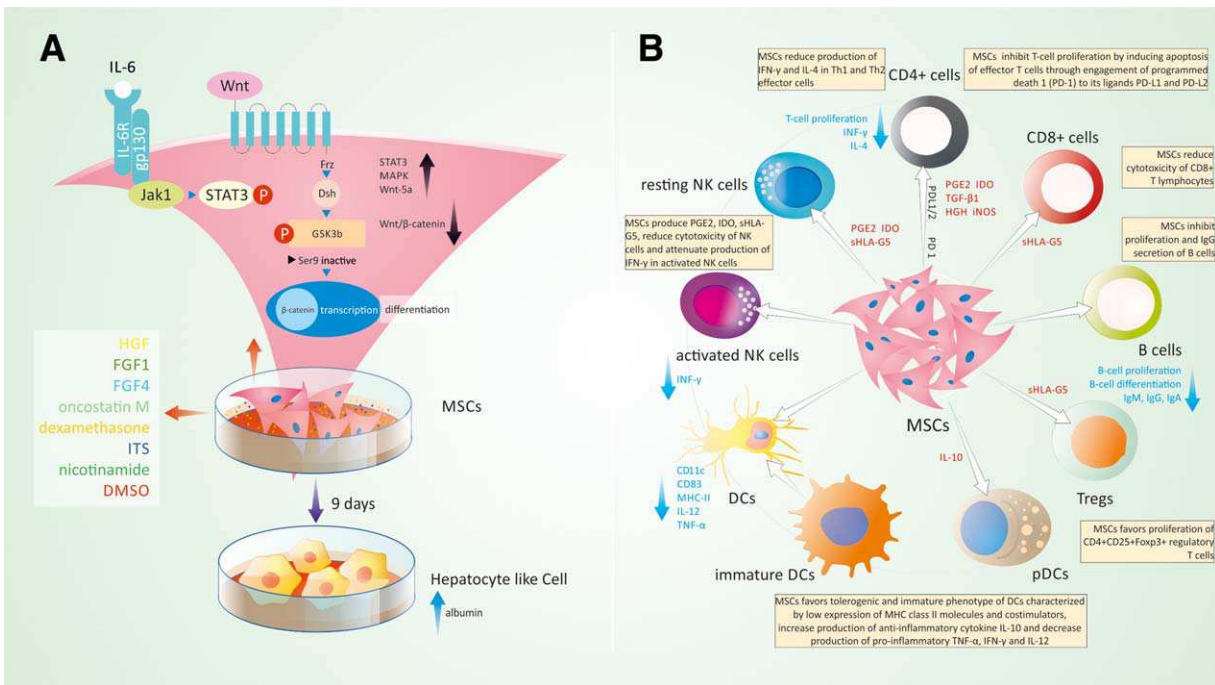 A
IL-6
IL-6R
gp130
Wnt
Jak1
STAT3
P
Frz
Dsh
P
GSK3b
Ser9 inactive
β-catenin
transcription
differentiation
STAT3
MAPK
Wnt-5a
Wnt/β-catenin
HGF
FGF1
FGF4
oncostatin M
dexamethasone
ITS
nicotinamide
DMSO
MSCs
9 days
Hepatocyte like Cell
albumin
B
MSCs reduce production of
IFN-γ and IL-4 in Th1 and Th2
effector cells
CD4+ cells
MSCs inhibit T-cell proliferation by inducing apoptosis
of effector T cells through engagement of programmed
death 1 (PD-1) to its ligands PD-L1 and PD-L2
T-cell proliferation
INF-γ
IL-4
CD8+ cells
MSCs reduce
cytotoxicity of CD8+
T lymphocytes
resting NK cells
PGE2 IDO
sHLA-G5
PDL1/2
PD 1
PGE2 IDO
TGF-β1
HGH iNOS
sHLA-G5
MSCs produce PGE2, IDO, sHLA-
G5, reduce cytotoxicity of NK
cells and attenuate production of
IFN-γ in activated NK cells
MSCs inhibit
proliferation and IgG
secretion of B cells
activated NK cells
INF-γ
B cells
B-cell proliferation
B-cell differentiation
IgM, IgG, IgA
MSCs
sHLA-G5
IL-10
Tregs
DCs
CD11c
CD83
MHC-II
IL-12
TNF-α
immature DCs
pDCs
MSCs favors proliferation of
CD4+CD25+Foxp3+ regulatory
T cells
MSCs favors tolerogenic and immature phenotype of DCs characterized
by low expression of MHC class II molecules and costimulators,
increase production of anti-inflammatory cytokine IL-10 and decrease
production of pro-inflammatory TNF-α, IFN-γ and IL-12